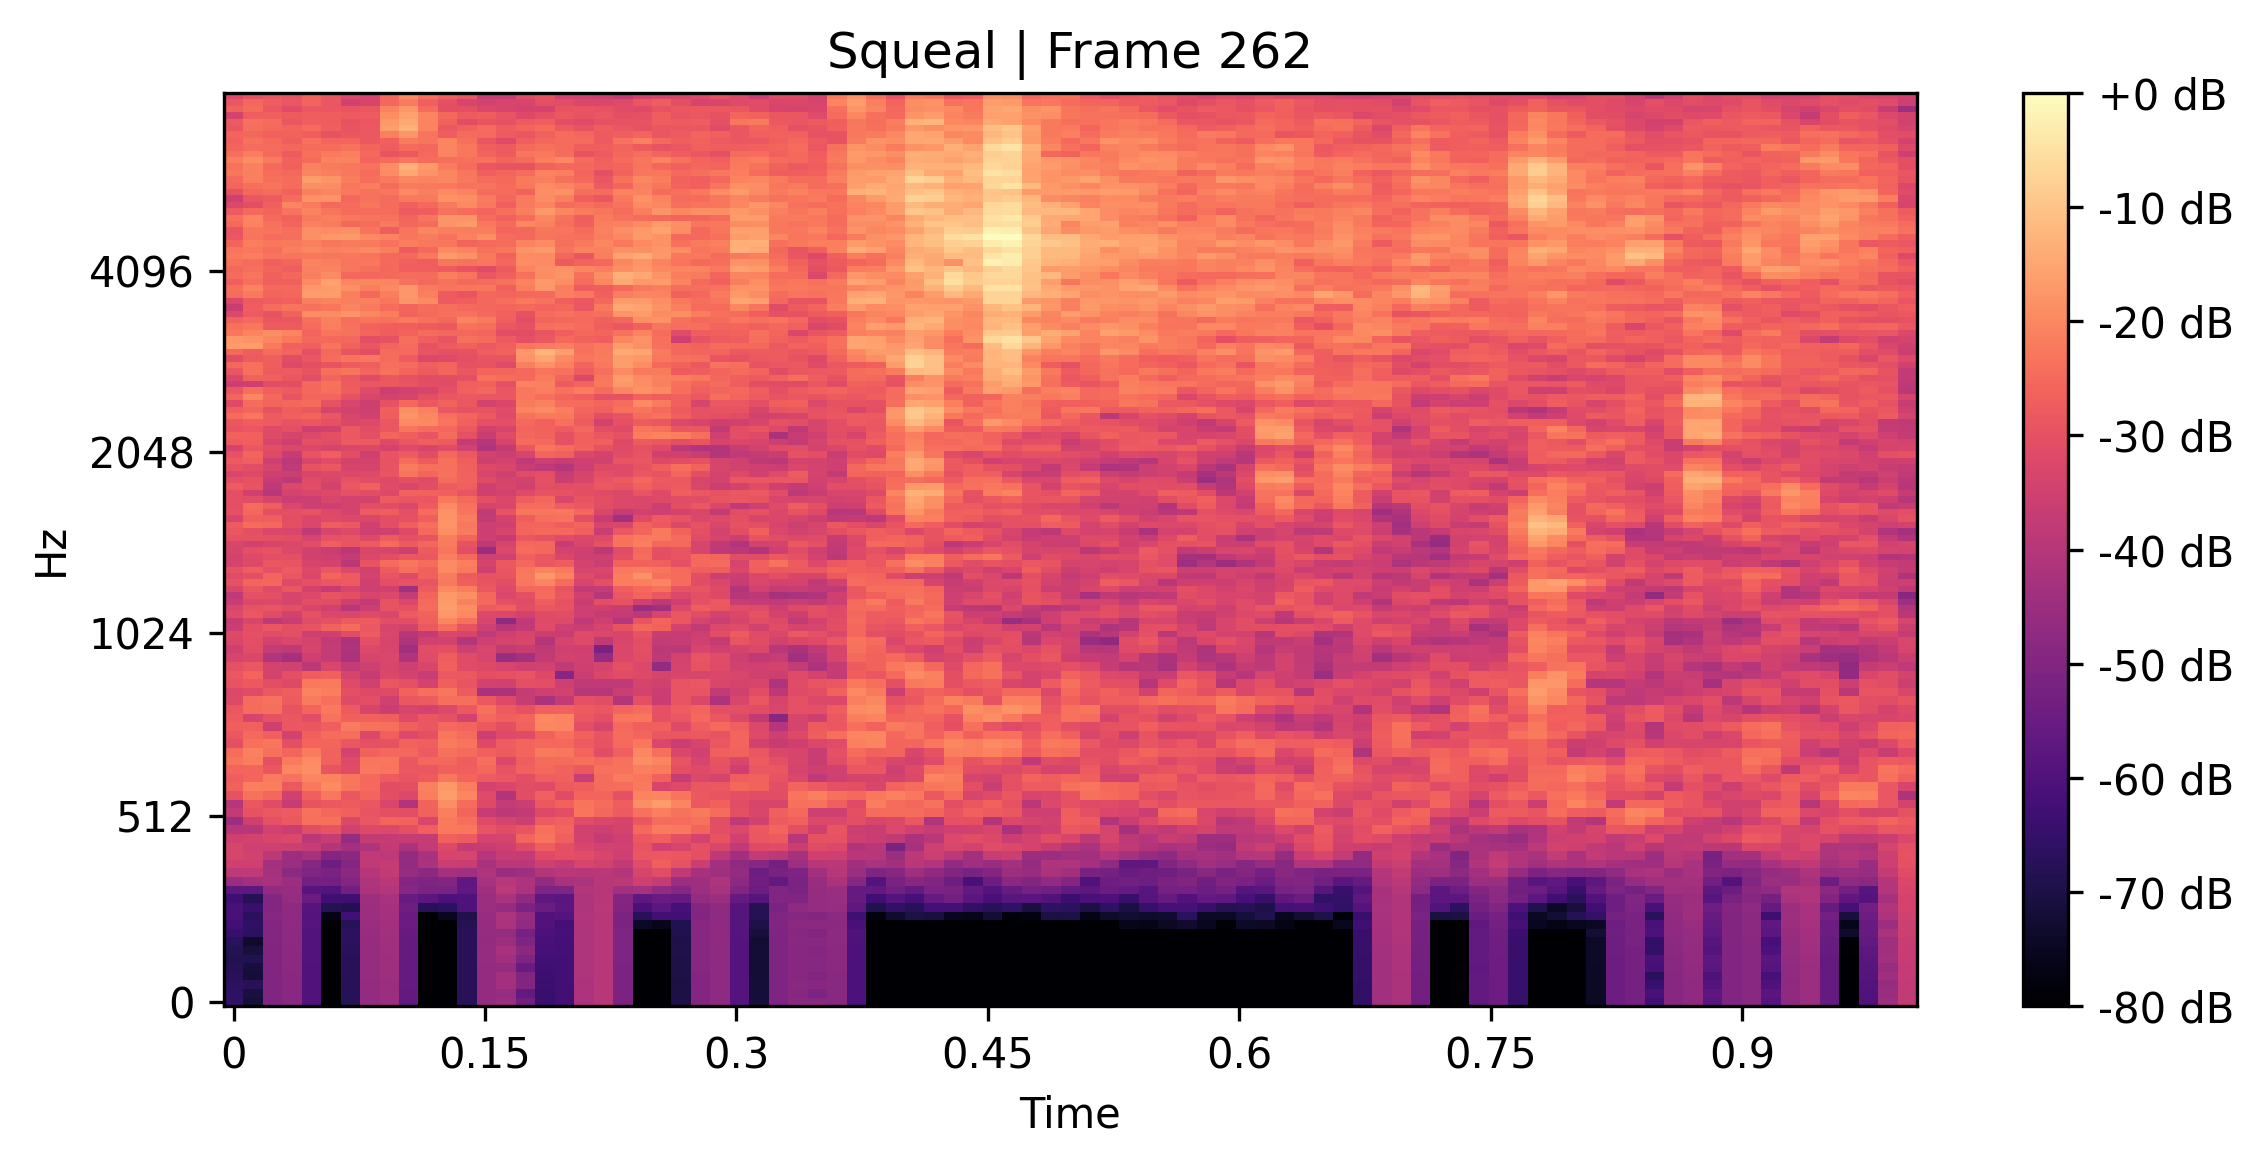 Squeal | Frame 262
+0 dB
-10 dB
-20 dB
-30 dB
-40 dB
-50 dB
-60 dB
-70 dB
-80 dB
Hz
4096
2048
1024
512
0
0 0.15 0.3 0.45 0.6 0.75 0.9
Time